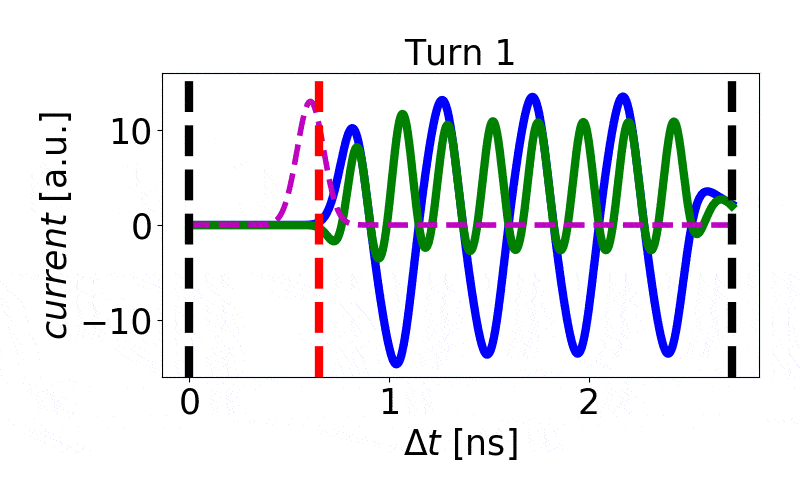 Turn 1
current [a.u.]
10
0
−10
0 1 2
Δt [ns]